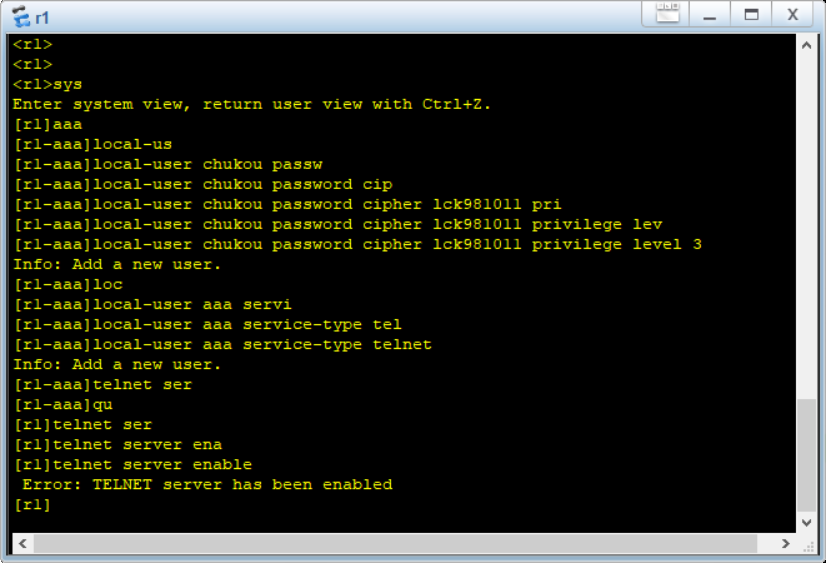 r1
<r1>
<r1>
<r1>sys
Enter system view, return user view with Ctrl+Z.
[r1]aaa
[r1-aaa]local-us
[r1-aaa]local-user chukou passw
[r1-aaa]local-user chukou password cip
[r1-aaa]local-user chukou password cipher lck981011 pri
[r1-aaa]local-user chukou password cipher lck981011 privilege lev
[r1-aaa]local-user chukou password cipher lck981011 privilege level 3
Info: Add a new user.
[r1-aaa]loc
[r1-aaa]local-user aaa servi
[r1-aaa]local-user aaa service-type tel
[r1-aaa]local-user aaa service-type telnet
Info: Add a new user.
[r1-aaa]telnet ser
[r1-aaa]qu
[r1]telnet ser
[r1]telnet server ena
[r1]telnet server enable
 Error: TELNET server has been enabled
[r1]